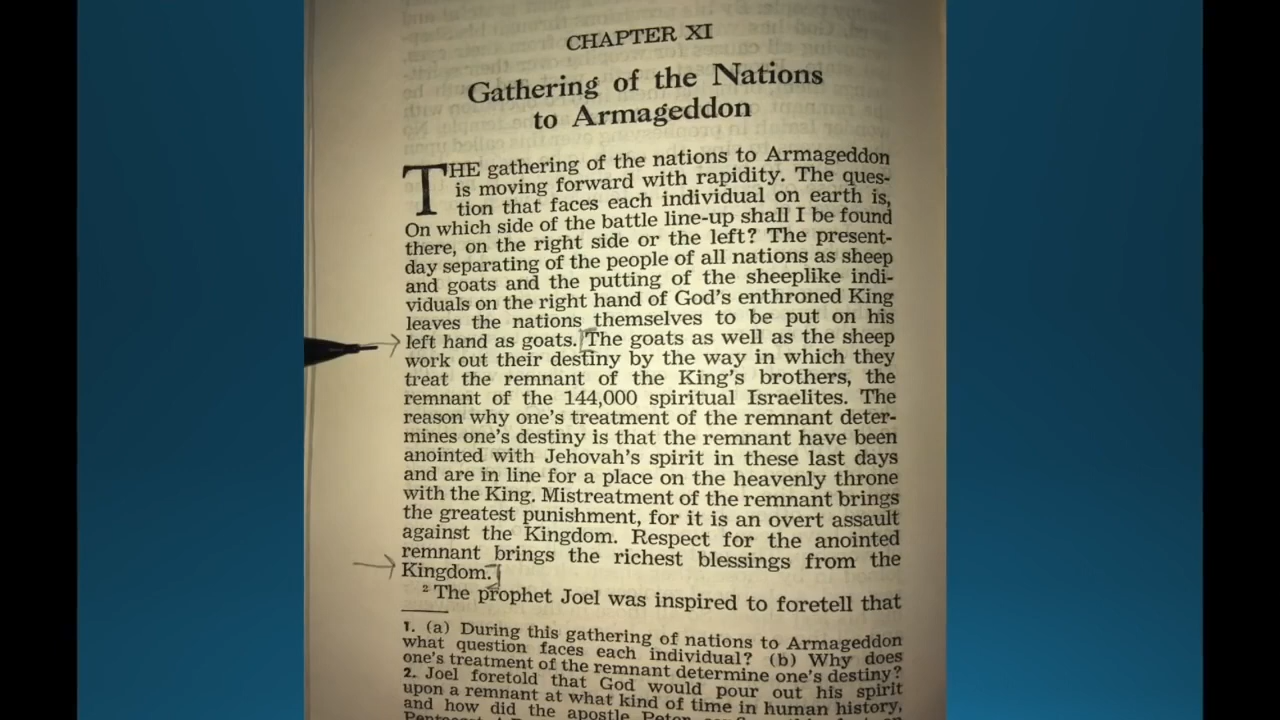 CHAPTER XI
Gathering of the Nations
to Armageddon
THE gathering of the nations to Armageddon
is moving forward with rapidity. The ques-
tion that faces each individual on earth is,
On which side of the battle line-up shall I be found
there, on the right side or the left? The present-
day separating of the people of all nations as sheep
and goats and the putting of the sheeplike indi-
viduals on the right hand of God's enthroned King
leaves the nations themselves to be put on his
left hand as goats. The goats as well as the sheep
work out their destiny by the way in which they
treat the remnant of the King's brothers, the
remnant of the 144,000 spiritual Israelites. The
reason why one's treatment of the remnant deter-
mines one's destiny is that the remnant have been
anointed with Jehovah's spirit in these last days
and are in line for a place on the heavenly throne
with the King. Mistreatment of the remnant brings
the greatest punishment, for it is an overt assault
against the Kingdom. Respect for the anointed
remnant brings the richest blessings from the
Kingdom.
² The prophet Joel was inspired to foretell that
1. (a) During this gathering of nations to Armageddon
what question faces each individual? (b) Why does
one's treatment of the remnant determine one's destiny?
2. Joel foretold that God would pour out his spirit
upon a remnant at what kind of time in human history,
and how did the apostle Peter